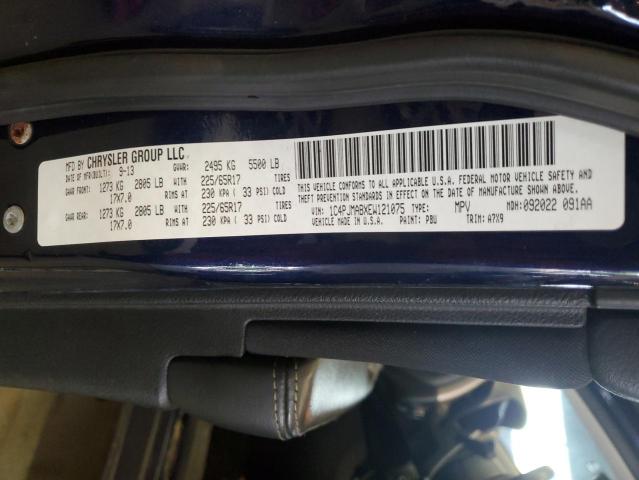 MFD BY CHRYSLER GROUP LLC
DATE OF MFR(BUILT): 9-13 GVWR: 2495 KG 5500 LB
GAWR FRONT: 1273 KG 2805 LB WITH 225/65R17 TIRES
17X7.0 RIMS AT 230 KPA ( 33 PSI) COLD
GAWR REAR: 1273 KG 2805 LB WITH 225/65R17 TIRES
17X7.0 RIMS AT 230 KPA ( 33 PSI) COLD
THIS VEHICLE CONFORMS TO ALL APPLICABLE U.S.A. FEDERAL MOTOR VEHICLE SAFETY AND
THEFT PREVENTION STANDARDS IN EFFECT ON THE DATE OF MANUFACTURE SHOWN ABOVE.
VIN: 1C4PJMABXEW121075 TYPE: MPV MDH:092022 091AA
VEHICLE MADE IN U.S.A. PAINT: PBU TRIM: A7X9